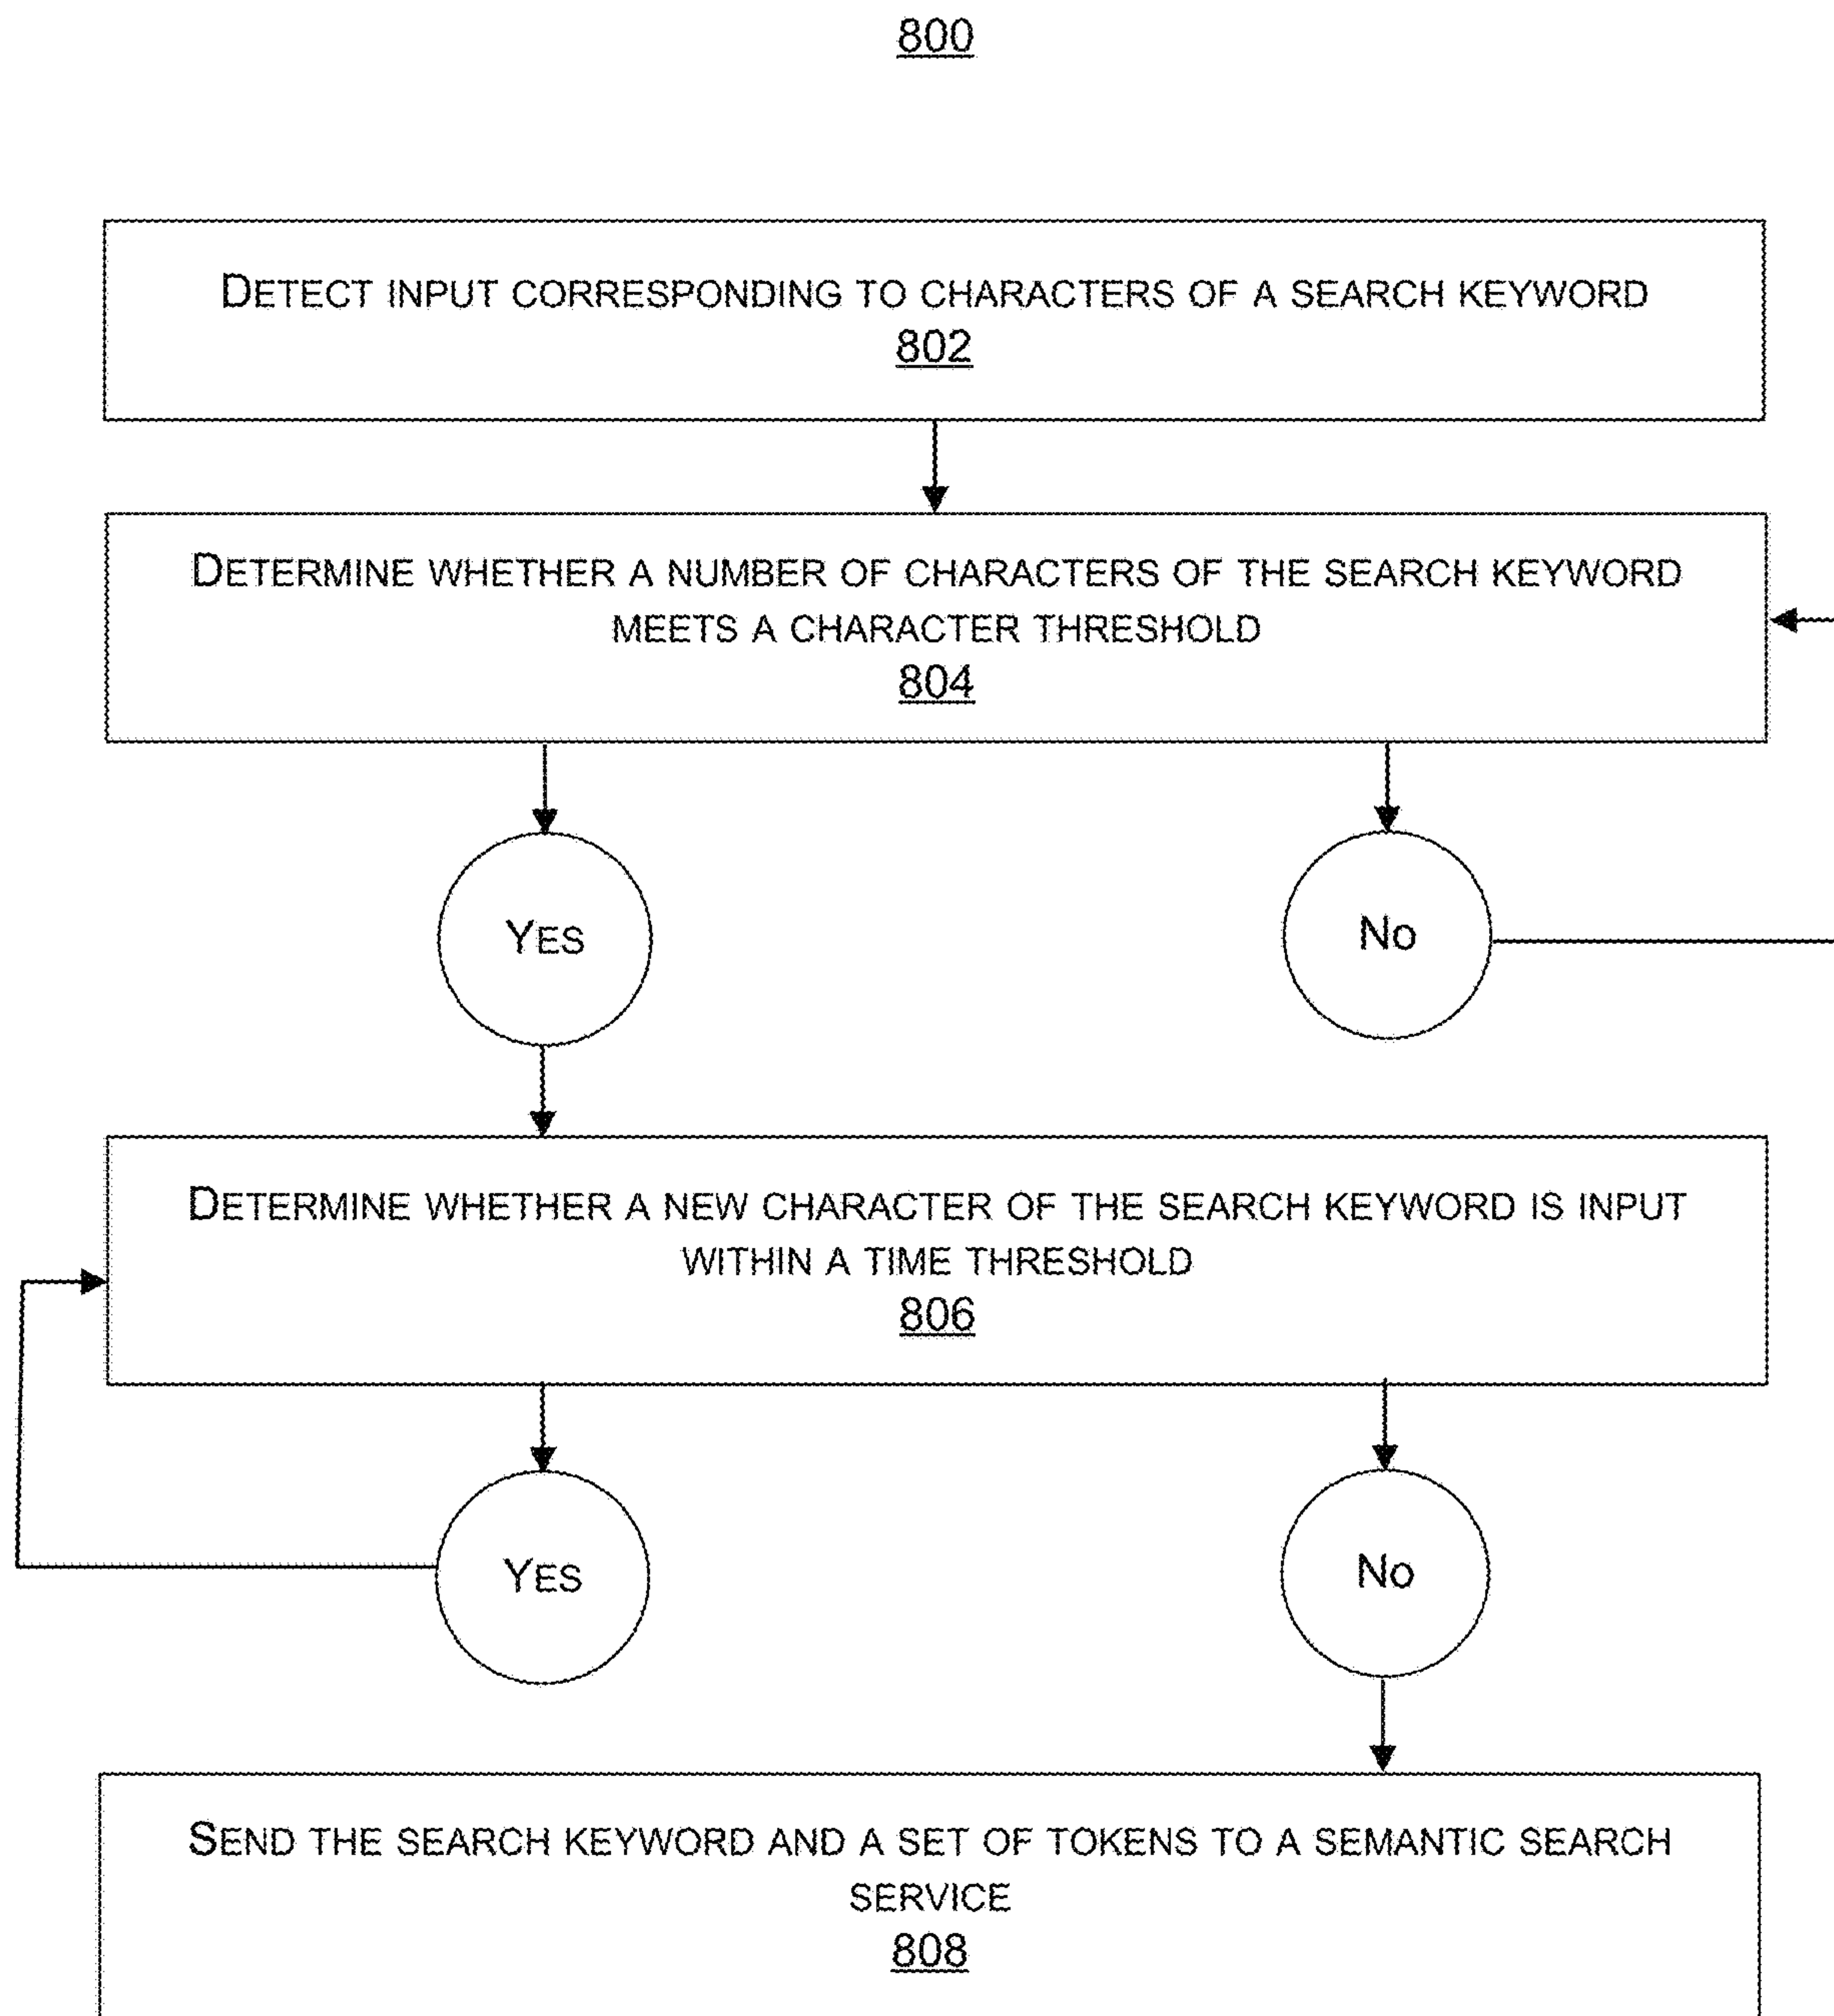 800
DETECT INPUT CORRESPONDING TO CHARACTERS OF A SEARCH KEYWORD
802
DETERMINE WHETHER A NUMBER OF CHARACTERS OF THE SEARCH KEYWORD
MEETS A CHARACTER THRESHOLD
804
YES
NO
DETERMINE WHETHER A NEW CHARACTER OF THE SEARCH KEYWORD IS INPUT
WITHIN A TIME THRESHOLD
806
YES
NO
SEND THE SEARCH KEYWORD AND A SET OF TOKENS TO A SEMANTIC SEARCH
SERVICE
808